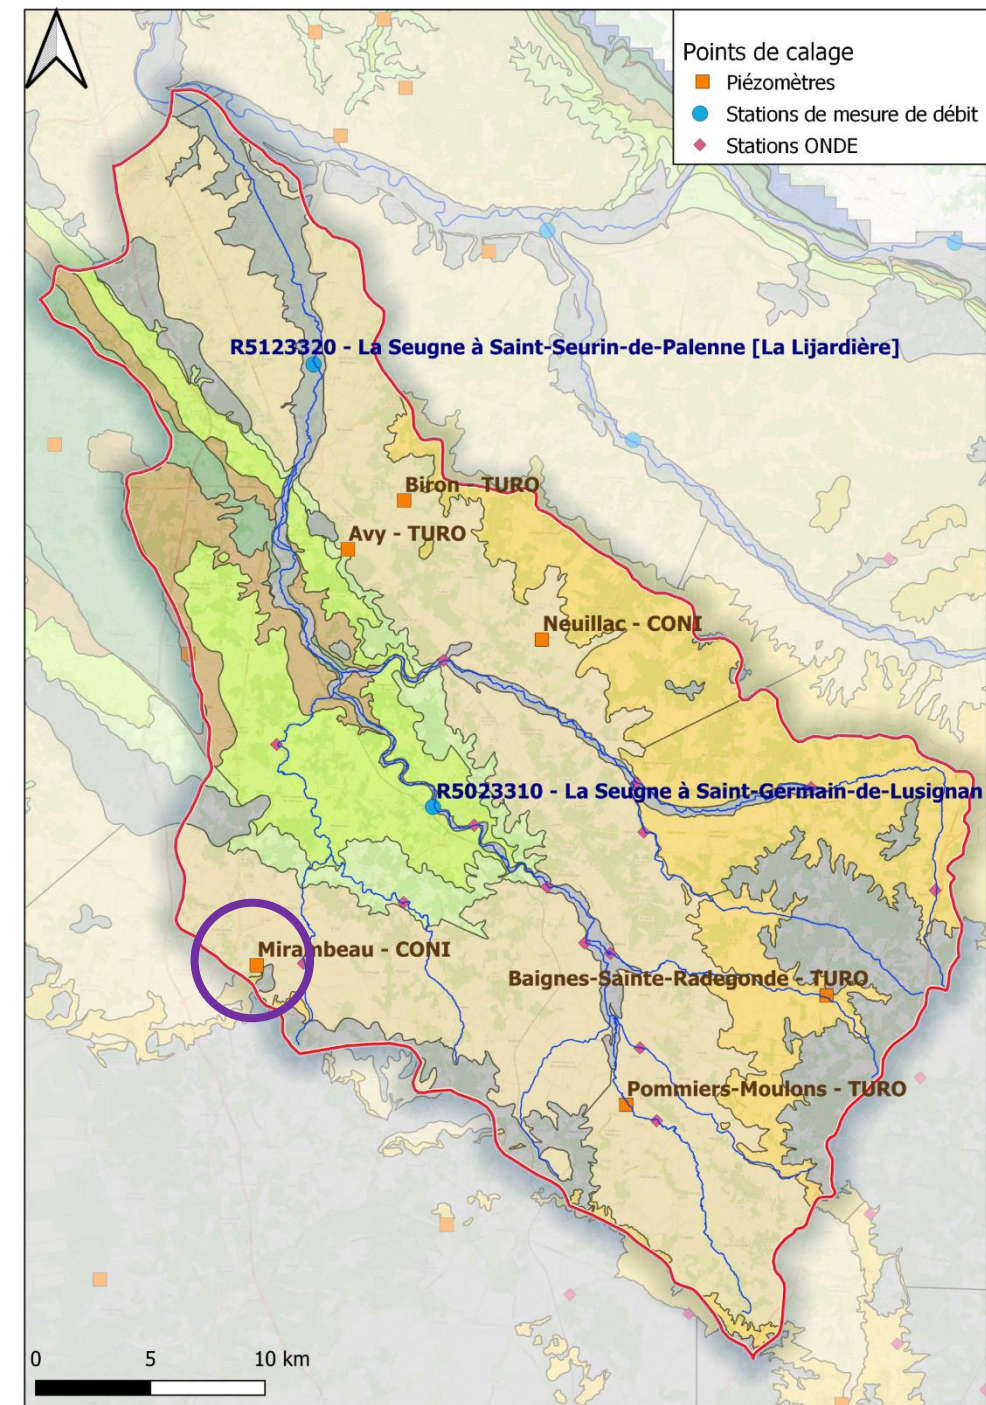 Points de calage
Piézomètres
Stations de mesure de débit
Stations ONDE
R5123320 - La Seugne à Saint-Seurin-de-Palenne [La Lijardière]
Biron - TURO
Avy - TURO
Neuillac - CONI
R5023310 - La Seugne à Saint-Germain-de-Lusignan
Mirambeau - CONI
Baignes-Sainte-Radegonde - TURO
Pommiers-Moulons - TURO
0 5 10 km